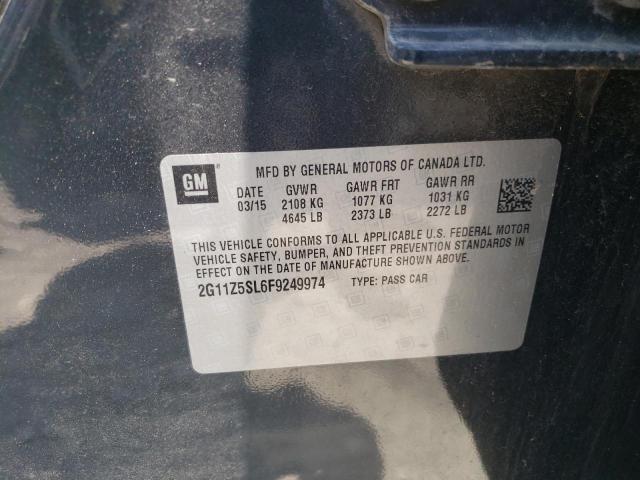 GM
MFD BY GENERAL MOTORS OF CANADA LTD.
DATE GVWR GAWR FRT GAWR RR
03/15 2108 KG 1077 KG 1031 KG
4645 LB 2373 LB 2272 LB
THIS VEHICLE CONFORMS TO ALL APPLICABLE U.S. FEDERAL MOTOR
VEHICLE SAFETY, BUMPER, AND THEFT PREVENTION STANDARDS IN
EFFECT ON THE DATE OF MANUFACTURE SHOWN ABOVE.
2G11Z5SL6F9249974 TYPE: PASS CAR